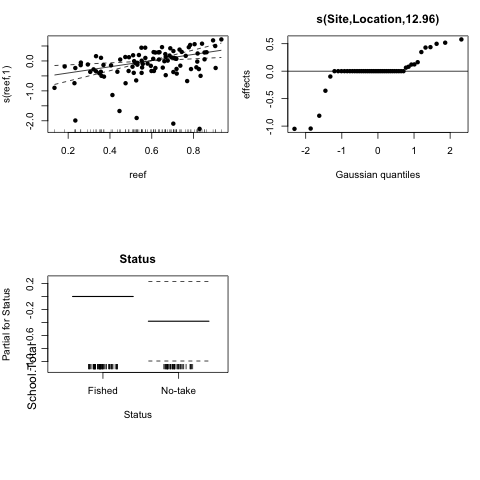 s(Site,Location,12.96)
s(reef,1)
0.0
-1.0
-2.0
0.2 0.4 0.6 0.8
reef
effects
0.5
0.0
-0.5
-1.0
-2 -1 0 1 2
Gaussian quantiles
Status
School:Total
Partial for Status
0.2
-0.2
-0.6
Fished No-take
Status